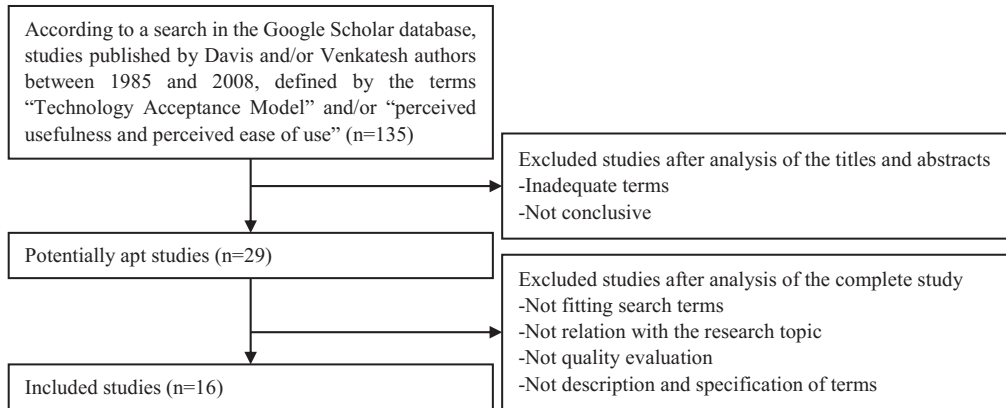 According to a search in the Google Scholar database,
studies published by Davis and/or Venkatesh authors
between 1985 and 2008, defined by the terms
“Technology Acceptance Model” and/or “perceived
usefulness and perceived ease of use” (n=135)
Excluded studies after analysis of the titles and abstracts
-Inadequate terms
-Not conclusive
Potentially apt studies (n=29)
Excluded studies after analysis of the complete study
-Not fitting search terms
-Not relation with the research topic
-Not quality evaluation
-Not description and specification of terms
Included studies (n=16)